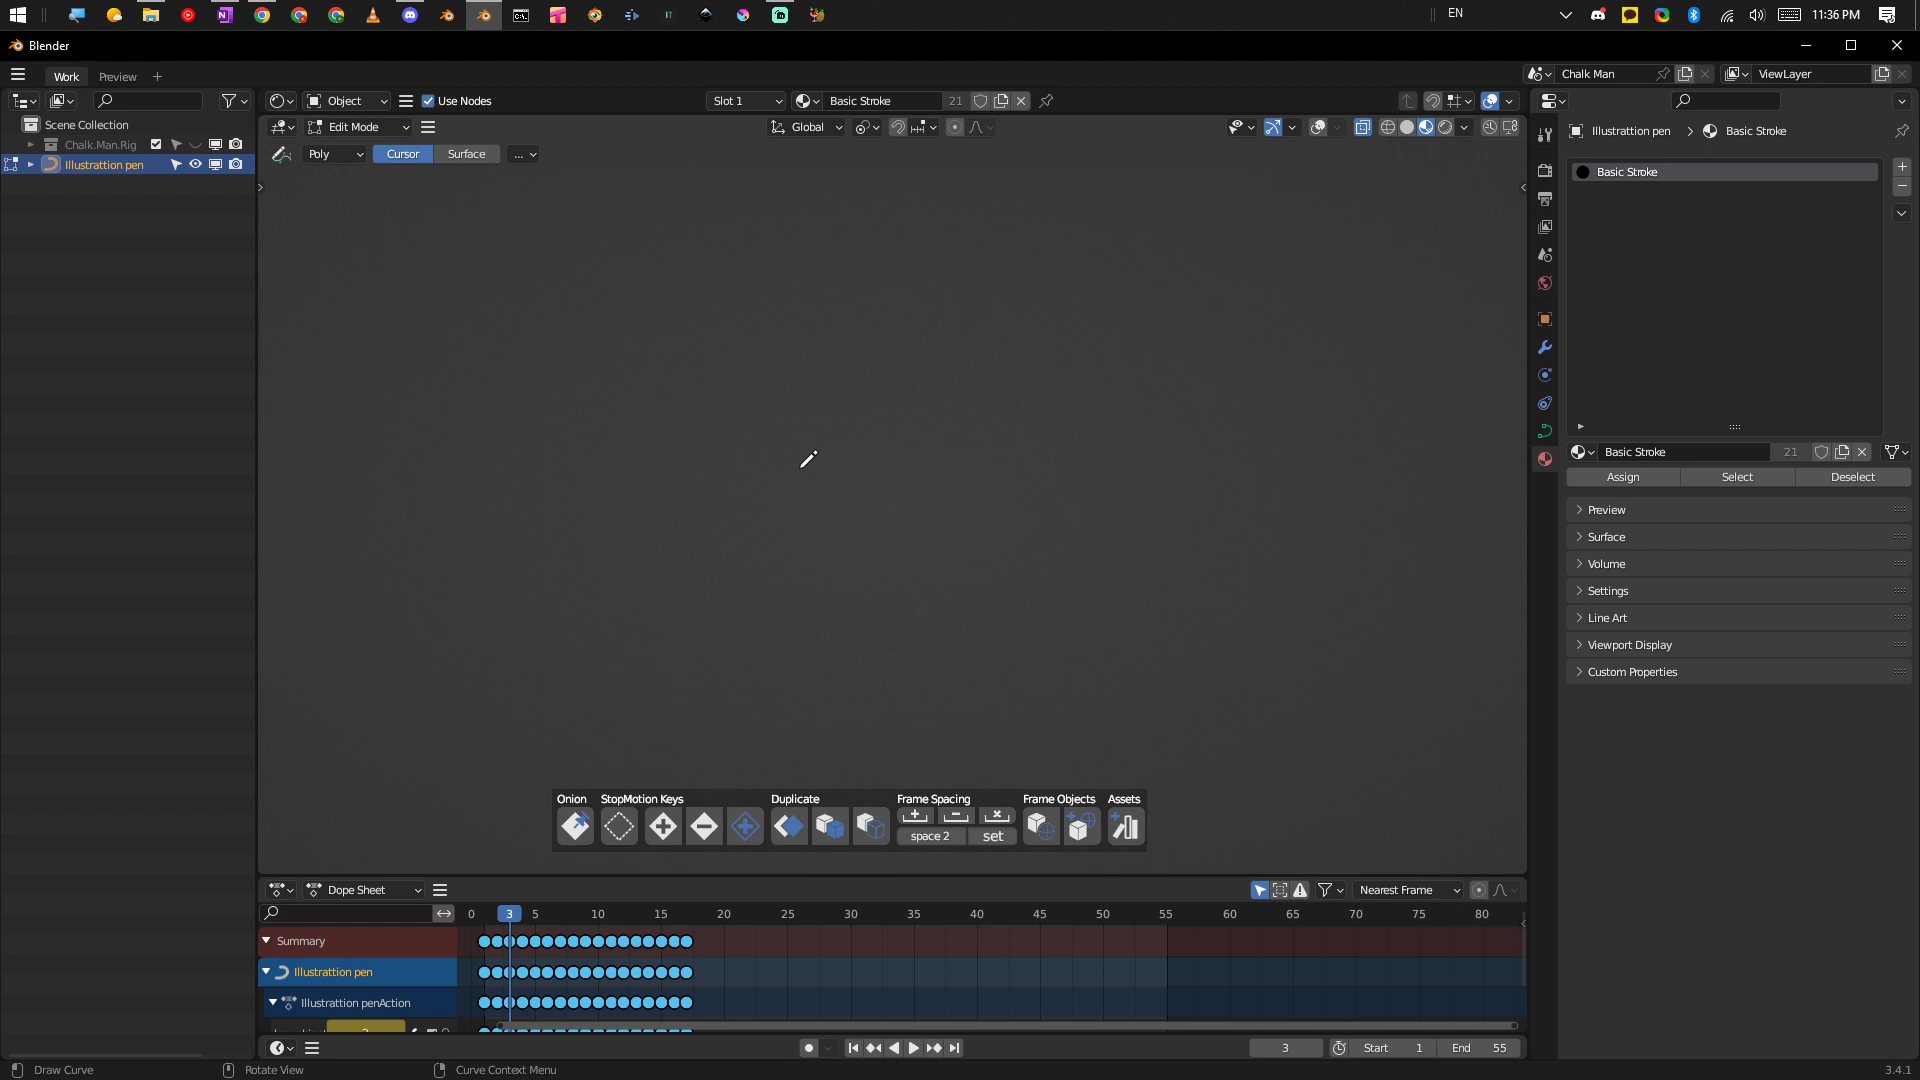 EN
11:36 PM
Blender
Work
Preview
+
Chalk Man
ViewLayer
Object
Use Nodes
Slot 1
Basic Stroke
21
Scene Collection
Chalk.Man.Rig
Illustrattion pen
Edit Mode
Global
Poly
Cursor
Surface
...
Illustrattion pen
Basic Stroke
Basic Stroke
Basic Stroke
21
Assign
Select
Deselect
Preview
Surface
Volume
Settings
Line Art
Viewport Display
Custom Properties
Onion
StopMotion Keys
Duplicate
Frame Spacing
Frame Objects
Assets
space 2
set
Dope Sheet
Nearest Frame
0
3
5
10
15
20
25
30
35
40
45
50
55
60
65
70
75
80
Summary
Illustrattion pen
Illustrattion penAction
3
Start
1
End
55
Draw Curve
Rotate View
Curve Context Menu
3.4.1